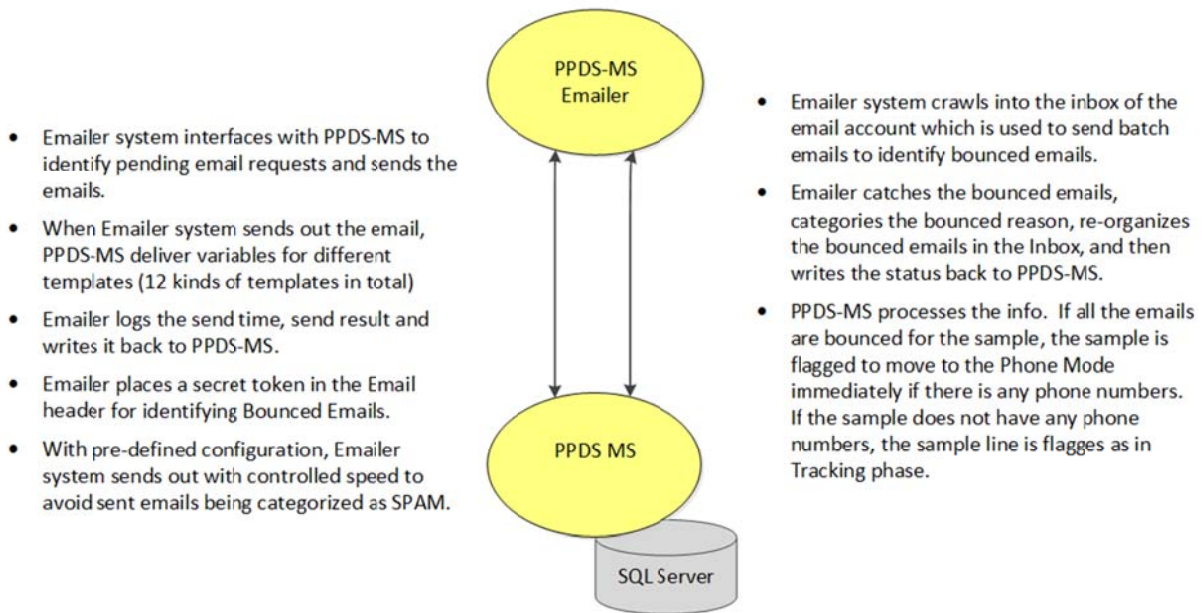 • Emailer system interfaces with PPDS-MS to
identify pending email requests and sends the
emails.
• When Emailer system sends out the email,
PPDS-MS deliver variables for different
templates (12 kinds of templates in total)
• Emailer logs the send time, send result and
writes it back to PPDS-MS.
• Emailer places a secret token in the Email
header for identifying Bounced Emails.
• With pre-defined configuration, Emailer
system sends out with controlled speed to
avoid sent emails being categorized as SPAM.
PPDS-MS
Emailer
PPDS MS
SQL Server
• Emailer system crawls into the inbox of the
email account which is used to send batch
emails to identify bounced emails.
• Emailer catches the bounced emails,
categories the bounced reason, re-organizes
the bounced emails in the Inbox, and then
writes the status back to PPDS-MS.
• PPDS-MS processes the info. If all the emails
are bounced for the sample, the sample is
flagged to move to the Phone Mode
immediately if there is any phone numbers.
If the sample does not have any phone
numbers, the sample line is flagges as in
Tracking phase.